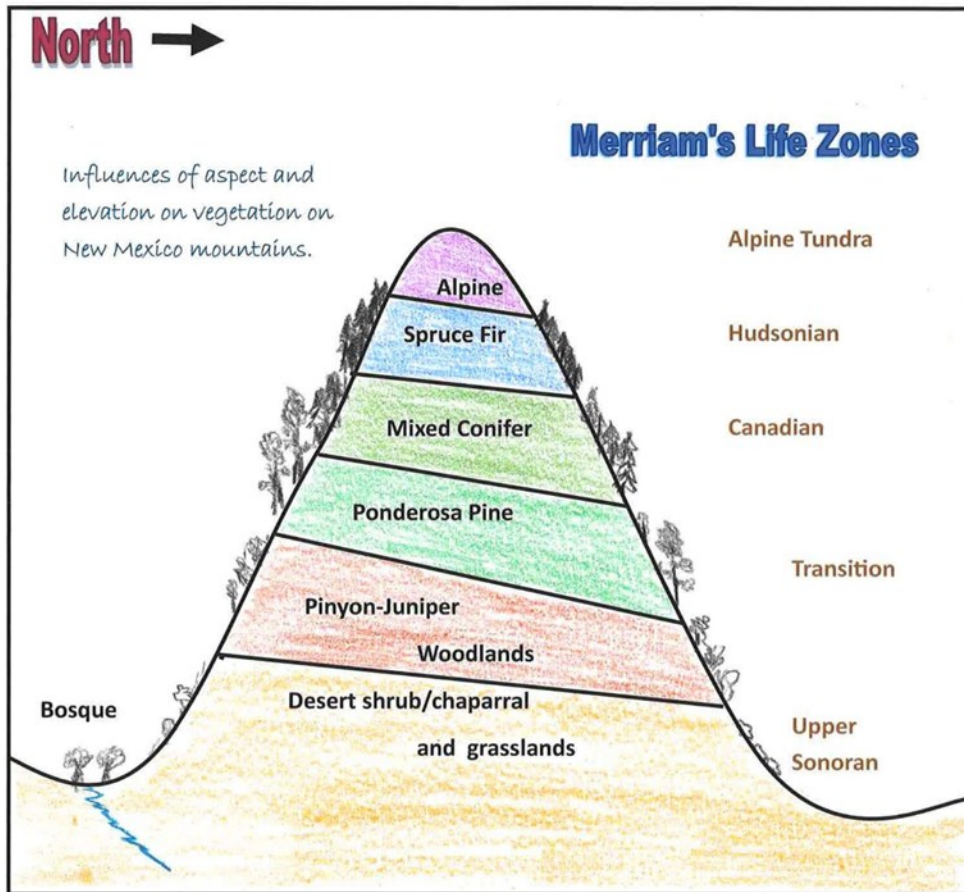 North
Merriam's Life Zones
Influences of aspect and
elevation on vegetation on
New Mexico mountains.
Alpine Tundra
Alpine
Spruce Fir
Hudsonian
Mixed Conifer
Canadian
Ponderosa Pine
Transition
Pinyon-Juniper
Woodlands
Desert shrub/chaparral
and grasslands
Bosque
Upper
Sonoran